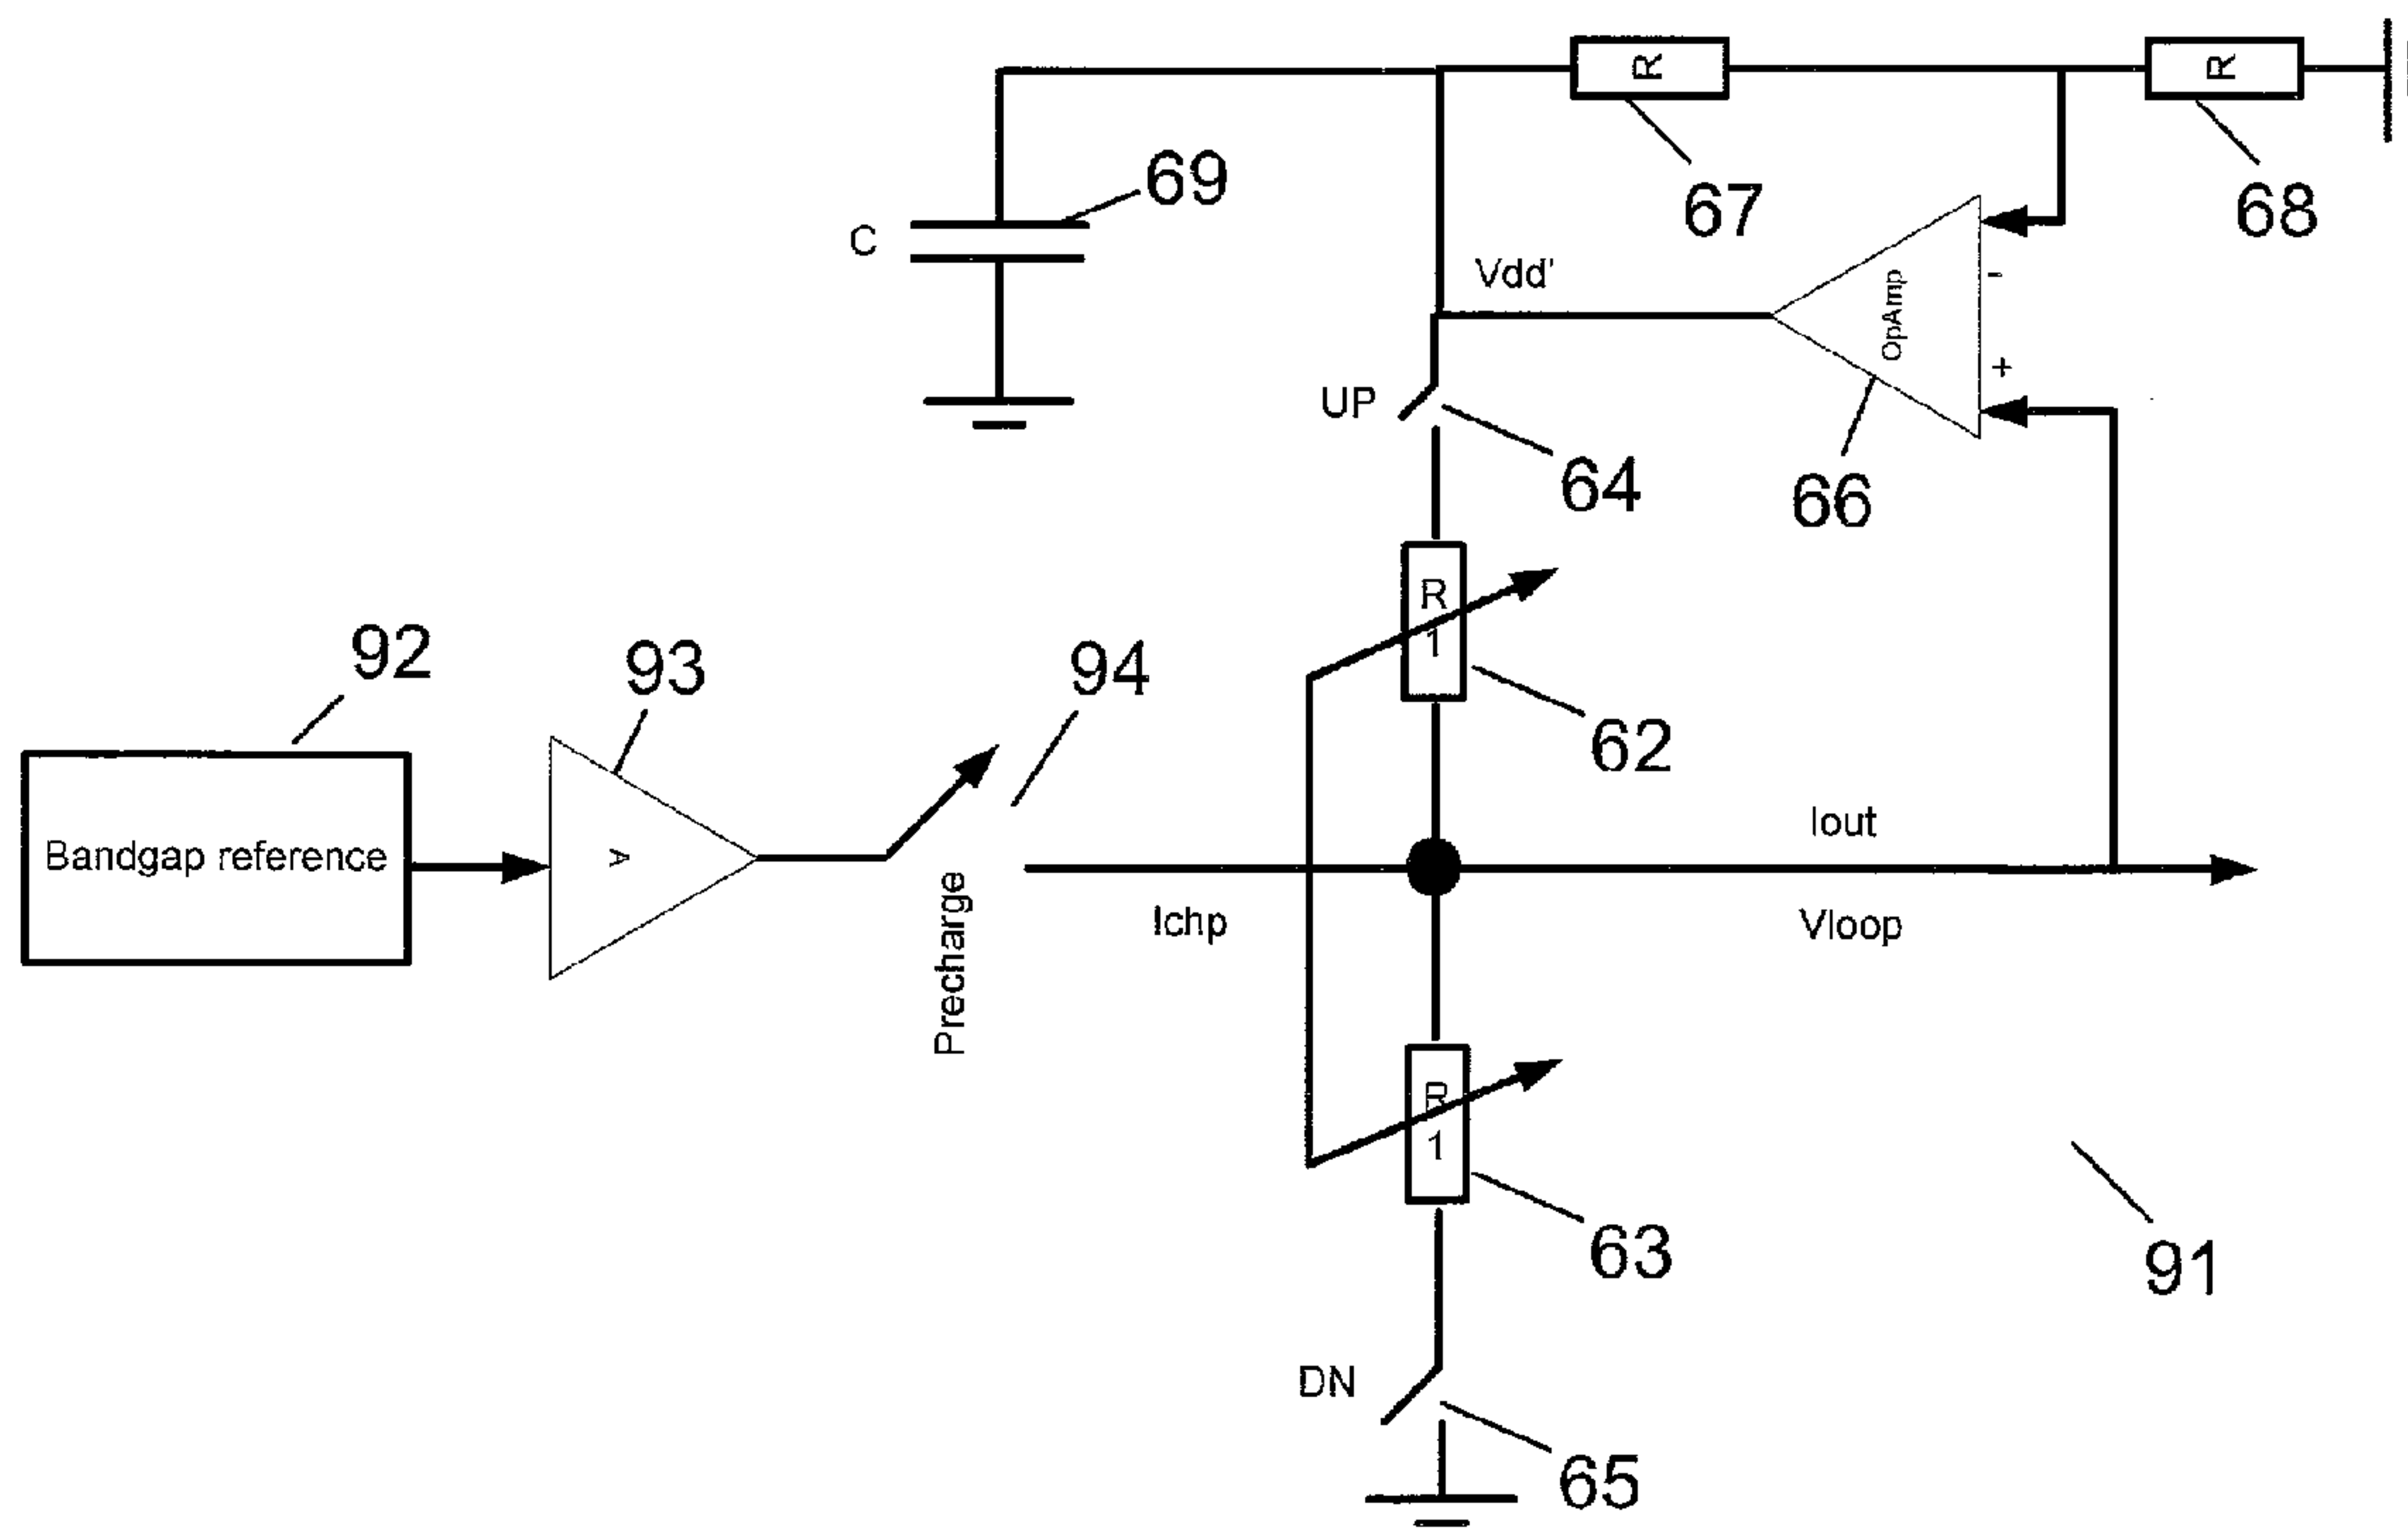 R
R
69
C
67
68
Vdd'
OpAmp
-
+
UP
64
66
R
1
62
92
93
94
Bandgap reference
A
Precharge
Ichp
Iout
Vloop
R
1
63
91
DN
65